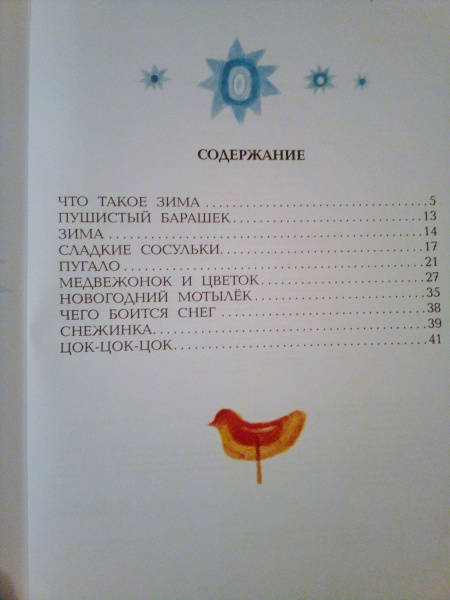 СОДЕРЖАНИЕ
ЧТО ТАКОЕ ЗИМА ........................ 5
ПУШИСТЫЙ БАРАШЕК ........................ 13
ЗИМА ........................ 14
СЛАДКИЕ СОСУЛЬКИ ........................ 17
ПУГАЛО ........................ 21
МЕДВЕЖОНОК И ЦВЕТОК ........................ 27
НОВОГОДНИЙ МОТЫЛЁК ........................ 35
ЧЕГО БОИТСЯ СНЕГ ........................ 38
СНЕЖИНКА ........................ 39
ЦОК-ЦОК-ЦОК ........................ 41